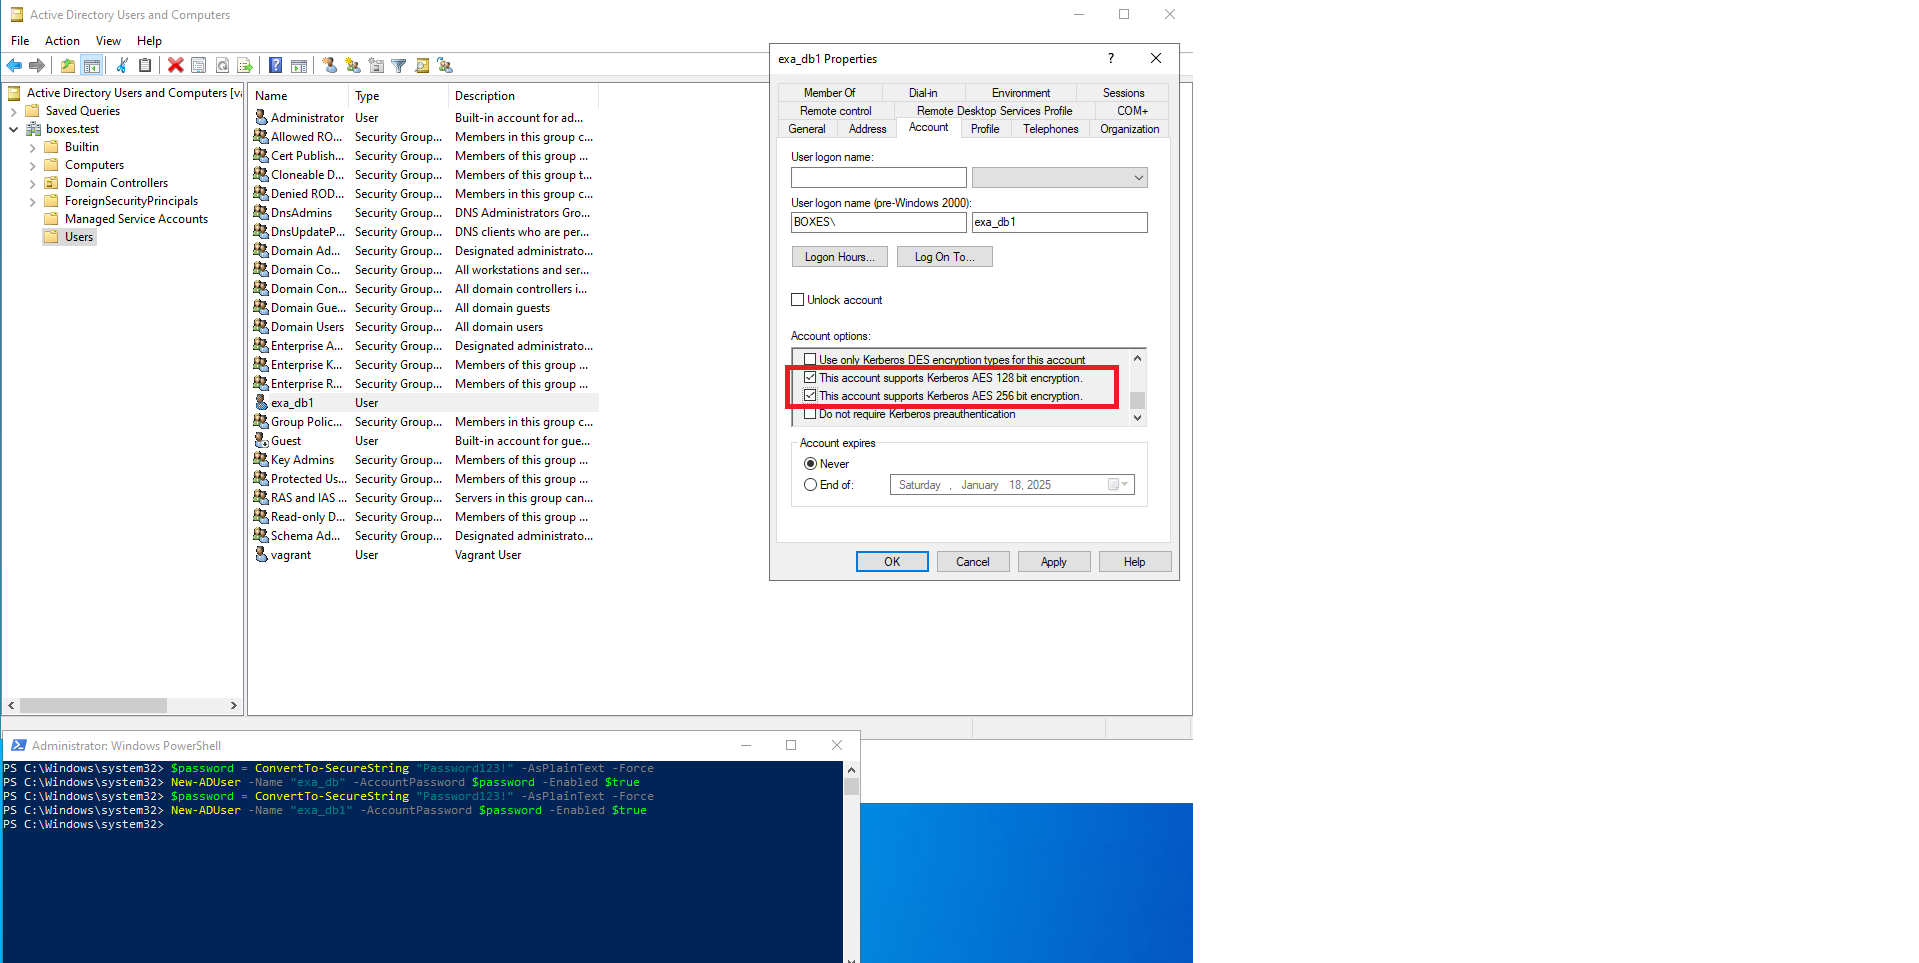 Active Directory Users and Computers
File Action View Help
Active Directory Users and Computers [va
Saved Queries
boxes.test
Builtin
Computers
Domain Controllers
ForeignSecurityPrincipals
Managed Service Accounts
Users
Name Type Description
Administrator User Built-in account for ad...
Allowed RO... Security Group... Members in this group c...
Cert Publish... Security Group... Members of this group ...
Cloneable D... Security Group... Members of this group t...
Denied ROD... Security Group... Members in this group c...
DnsAdmins Security Group... DNS Administrators Gro...
DnsUpdateP... Security Group... DNS clients who are per...
Domain Ad... Security Group... Designated administrato...
Domain Co... Security Group... All workstations and ser...
Domain Con... Security Group... All domain controllers i...
Domain Gue... Security Group... All domain guests
Domain Users Security Group... All domain users
Enterprise A... Security Group... Designated administrato...
Enterprise K... Security Group... Members of this group ...
Enterprise R... Security Group... Members of this group ...
exa_db1 User
Group Polic... Security Group... Members in this group c...
Guest User Built-in account for gue...
Key Admins Security Group... Members of this group ...
Protected Us... Security Group... Members of this group ...
RAS and IAS ... Security Group... Servers in this group can...
Read-only D... Security Group... Members of this group ...
Schema Ad... Security Group... Designated administrato...
vagrant User Vagrant User
exa_db1 Properties
Member Of Dial-in Environment Sessions
Remote control Remote Desktop Services Profile COM+
General Address Account Profile Telephones Organization
User logon name:
User logon name (pre-Windows 2000):
BOXES\ exa_db1
Logon Hours... Log On To...
Unlock account
Account options:
Use only Kerberos DES encryption types for this account
This account supports Kerberos AES 128 bit encryption.
This account supports Kerberos AES 256 bit encryption.
Do not require Kerberos preauthentication
Account expires
Never
End of: Saturday , January 18, 2025
OK Cancel Apply Help
Administrator: Windows PowerShell
PS C:\Windows\system32> $password = ConvertTo-SecureString "Password123!" -AsPlainText -Force
PS C:\Windows\system32> New-ADUser -Name "exa_db" -AccountPassword $password -Enabled $true
PS C:\Windows\system32> $password = ConvertTo-SecureString "Password123!" -AsPlainText -Force
PS C:\Windows\system32> New-ADUser -Name "exa_db1" -AccountPassword $password -Enabled $true
PS C:\Windows\system32>